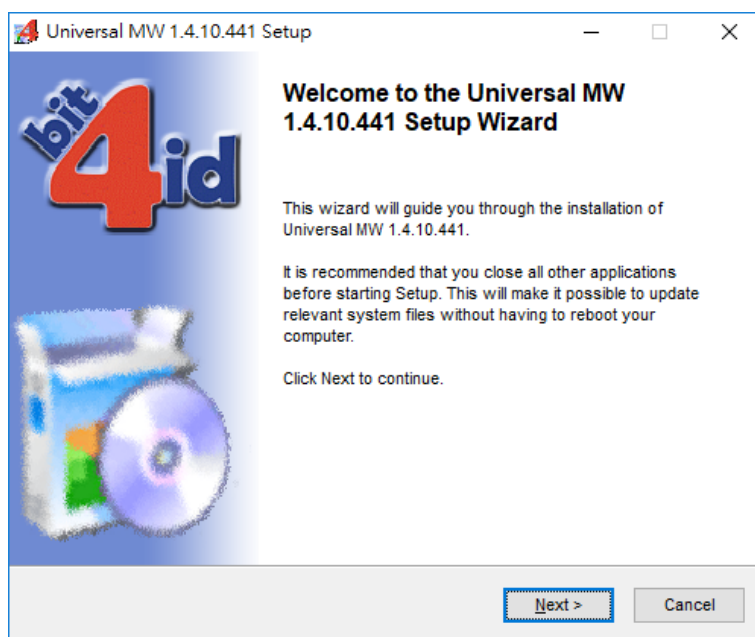 Universal MW 1.4.10.441 Setup
bit
4
id
Welcome to the Universal MW
1.4.10.441 Setup Wizard
This wizard will guide you through the installation of
Universal MW 1.4.10.441.
It is recommended that you close all other applications
before starting Setup. This will make it possible to update
relevant system files without having to reboot your
computer.
Click Next to continue.
Next >
Cancel